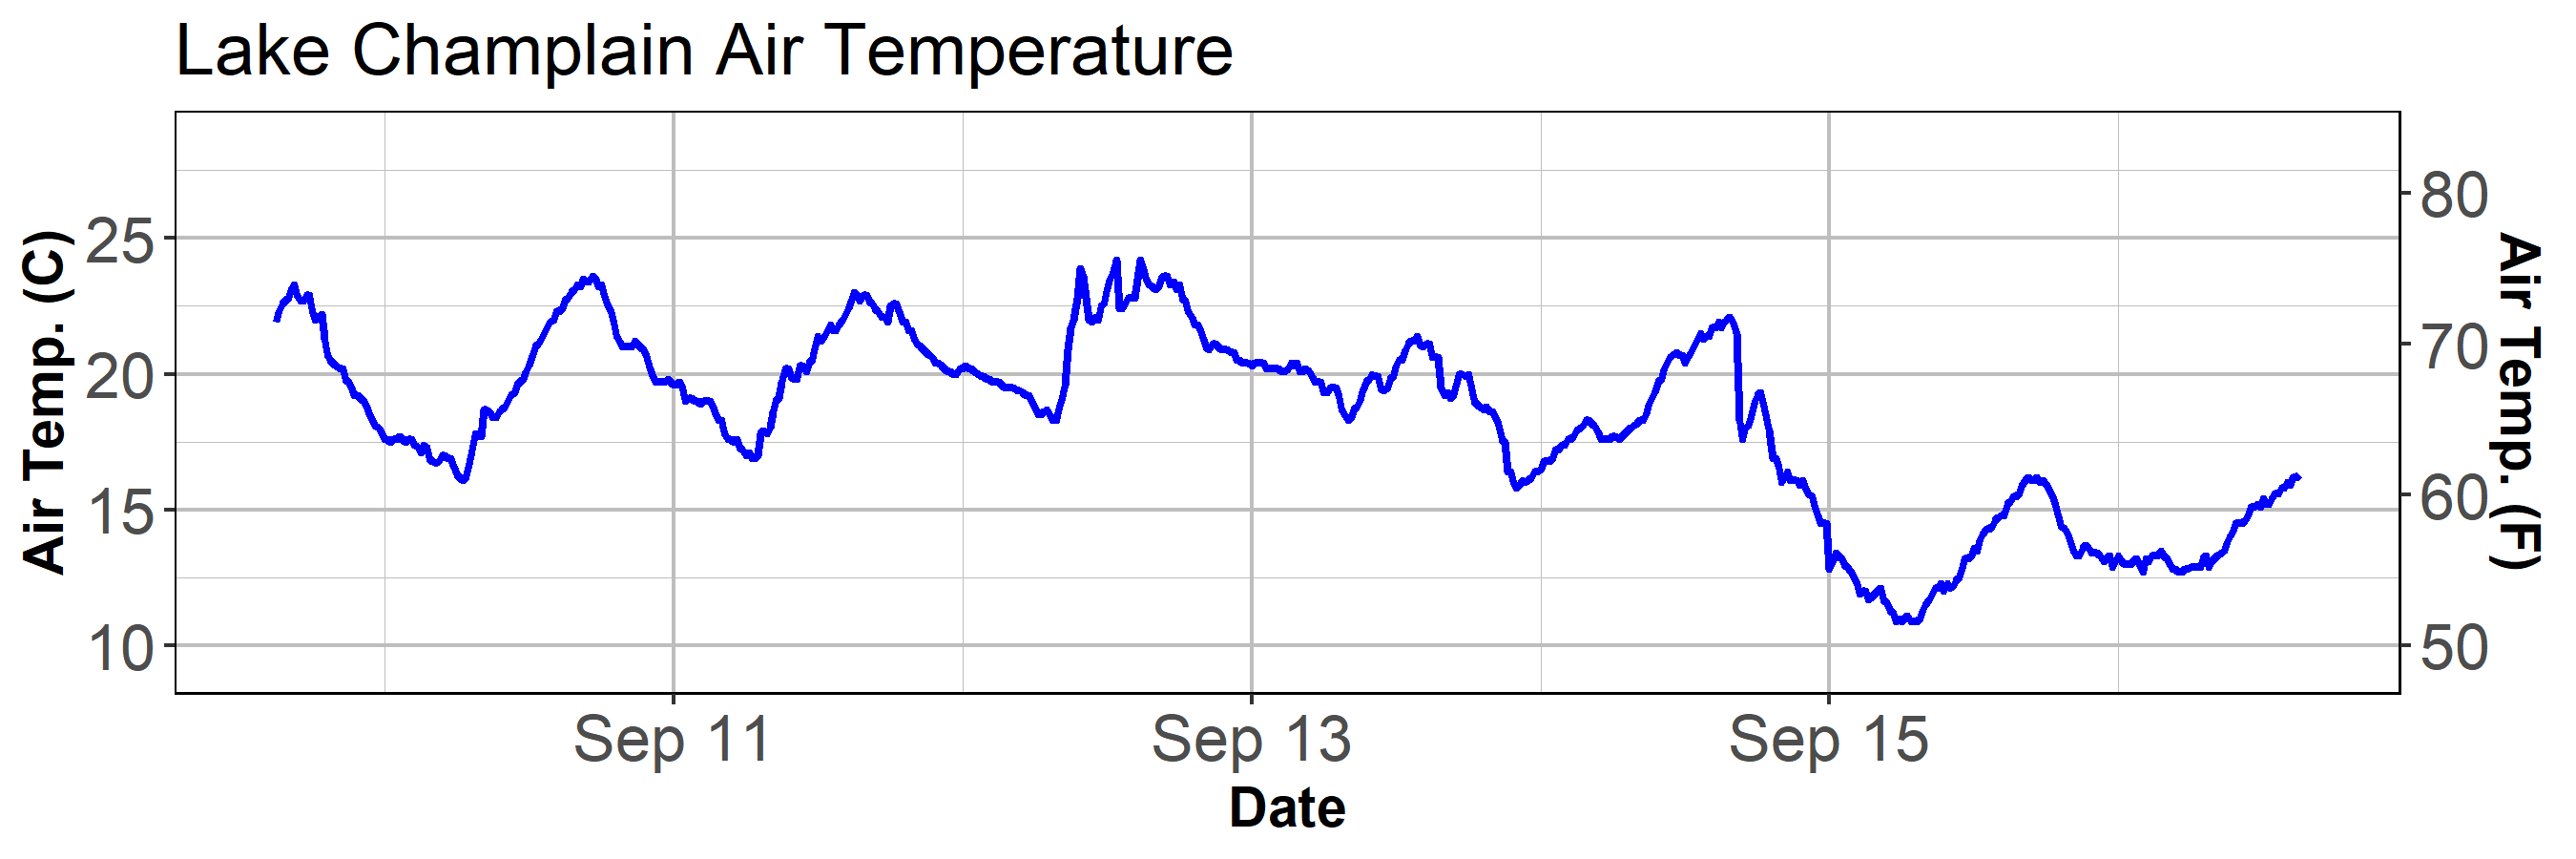 Lake Champlain Air Temperature
Air Temp. (C)
25
20
15
10
80
70
60
50
Air Temp. (F)
Sep 11
Sep 13
Sep 15
Date